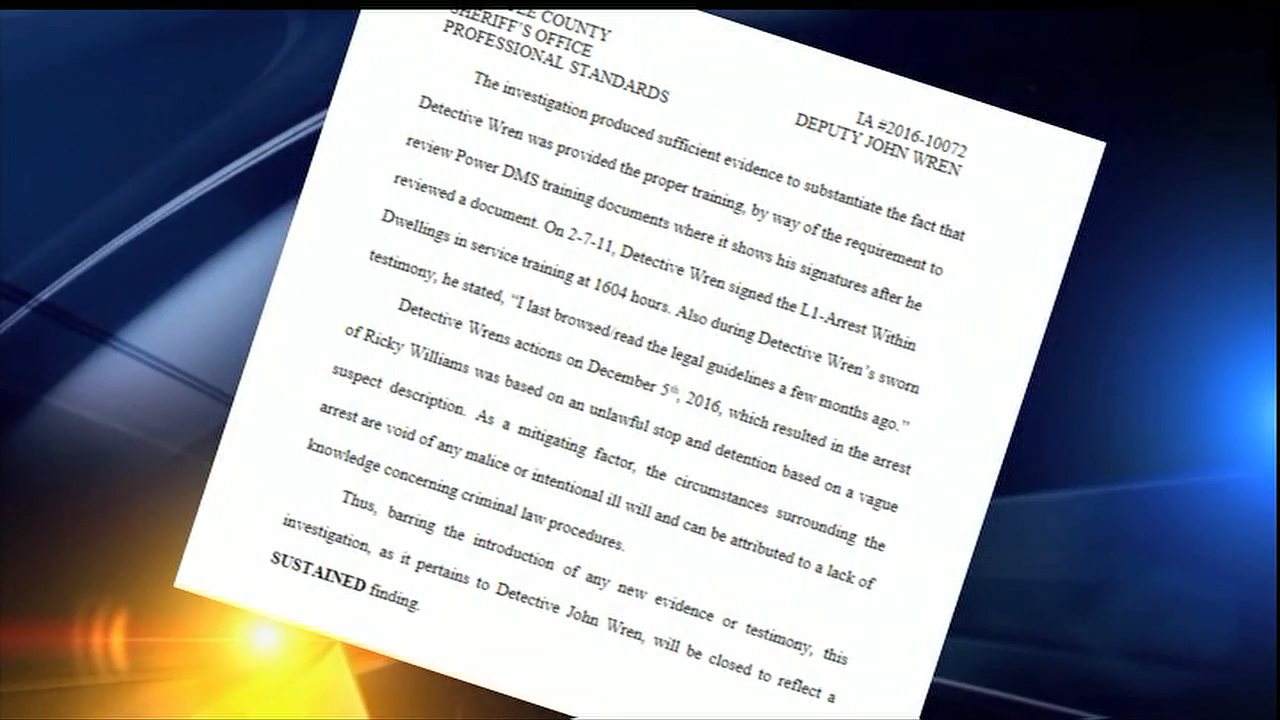 COUNTY
SHERIFF'S OFFICE
PROFESSIONAL STANDARDS
IA #2016-10072
DEPUTY JOHN WREN
The investigation produced sufficient evidence to substantiate the fact that
Detective Wren was provided the proper training, by way of the requirement to
review Power DMS training documents where it shows his signatures after he
reviewed a document. On 2-7-11, Detective Wren signed the L1-Arrest Within
Dwellings in service training at 1604 hours. Also during Detective Wren's sworn
testimony, he stated, “I last browsed/read the legal guidelines a few months ago.”
Detective Wrens actions on December 5th, 2016, which resulted in the arrest
of Ricky Williams was based on an unlawful stop and detention based on a vague
suspect description. As a mitigating factor, the circumstances surrounding the
arrest are void of any malice or intentional ill will and can be attributed to a lack of
knowledge concerning criminal law procedures.
Thus, barring the introduction of any new evidence or testimony, this
investigation, as it pertains to Detective John Wren, will be closed to reflect a
SUSTAINED finding.